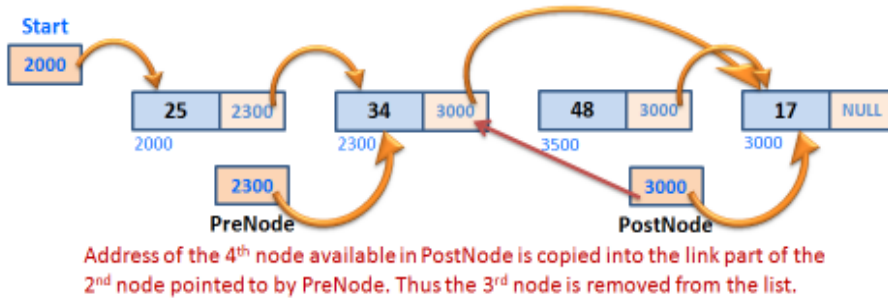 Start
2000
25 2300 34 3000 48 3000 17 NULL
2000 2300 3500 3000
2300 3000
PreNode PostNode
Address of the 4th node available in PostNode is copied into the link part of the
2nd node pointed to by PreNode. Thus the 3rd node is removed from the list.